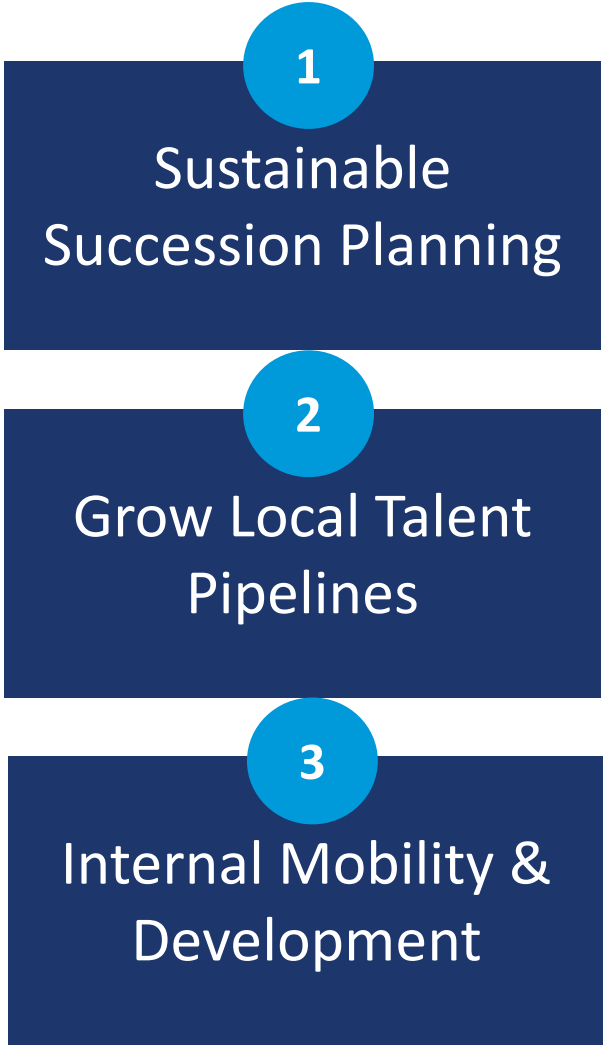 1
Sustainable
Succession Planning
2
Grow Local Talent
Pipelines
3
Internal Mobility &
Development